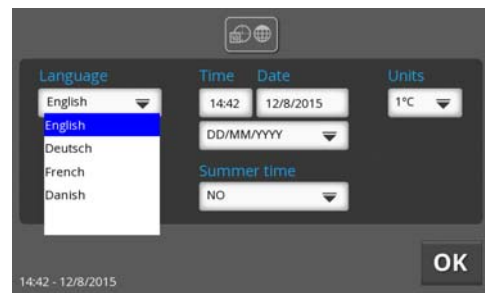 Language Time Date Units
English 14:42 12/8/2015 1°C
English
DD/MM/YYYY
Deutsch
French
Summer time
Danish
NO
OK
14:42 - 12/8/2015